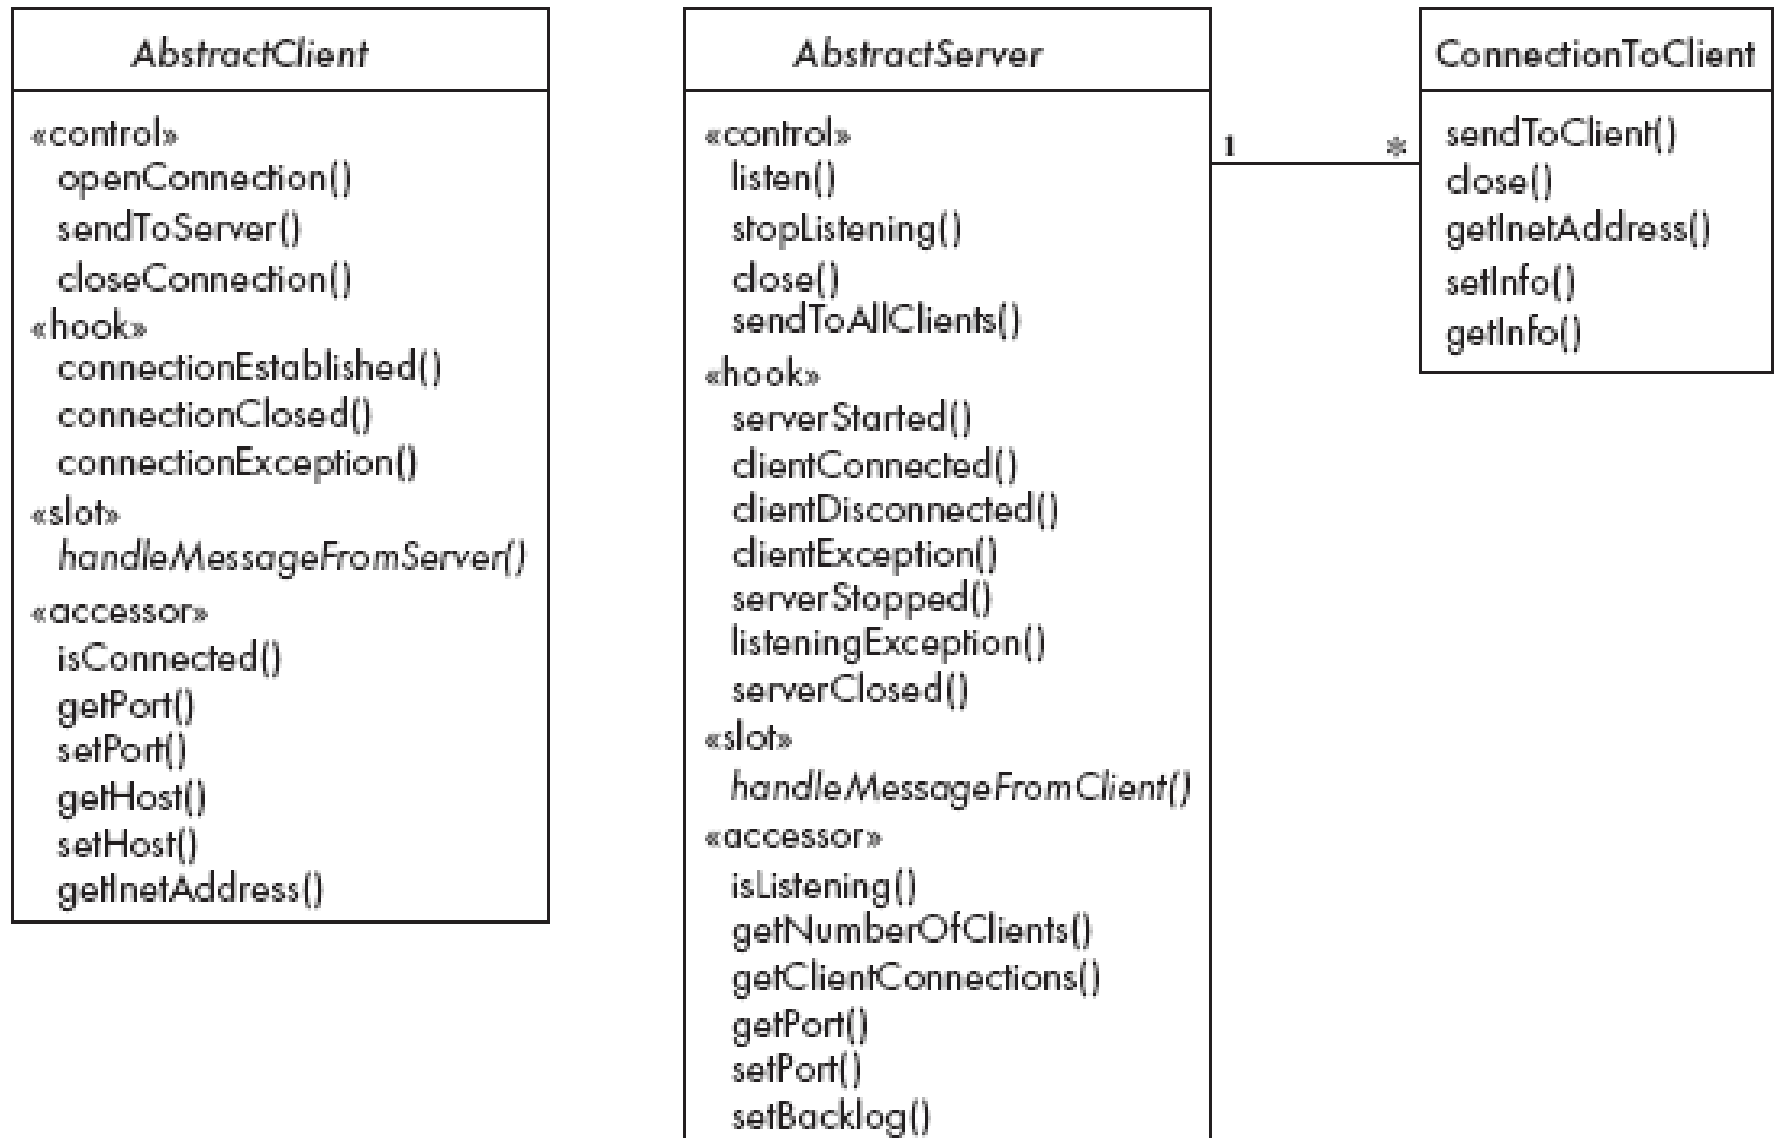 AbstractClient
«control»
openConnection()
sendToServer()
closeConnection()
«hook»
connectionEstablished()
connectionClosed()
connectionException()
«slot»
handleMessageFromServer()
«accessor»
isConnected()
getPort()
setPort()
getHost()
setHost()
getInetAddress()
AbstractServer
«control»
listen()
stopListening()
close()
sendToAllClients()
«hook»
serverStarted()
clientConnected()
clientDisconnected()
clientException()
serverStopped()
listeningException()
serverClosed()
«slot»
handleMessageFromClient()
«accessor»
isListening()
getNumberOfClients()
getClientConnections()
getPort()
setPort()
setBacklog()
1 *
ConnectionToClient
sendToClient()
close()
getInetAddress()
setInfo()
getInfo()